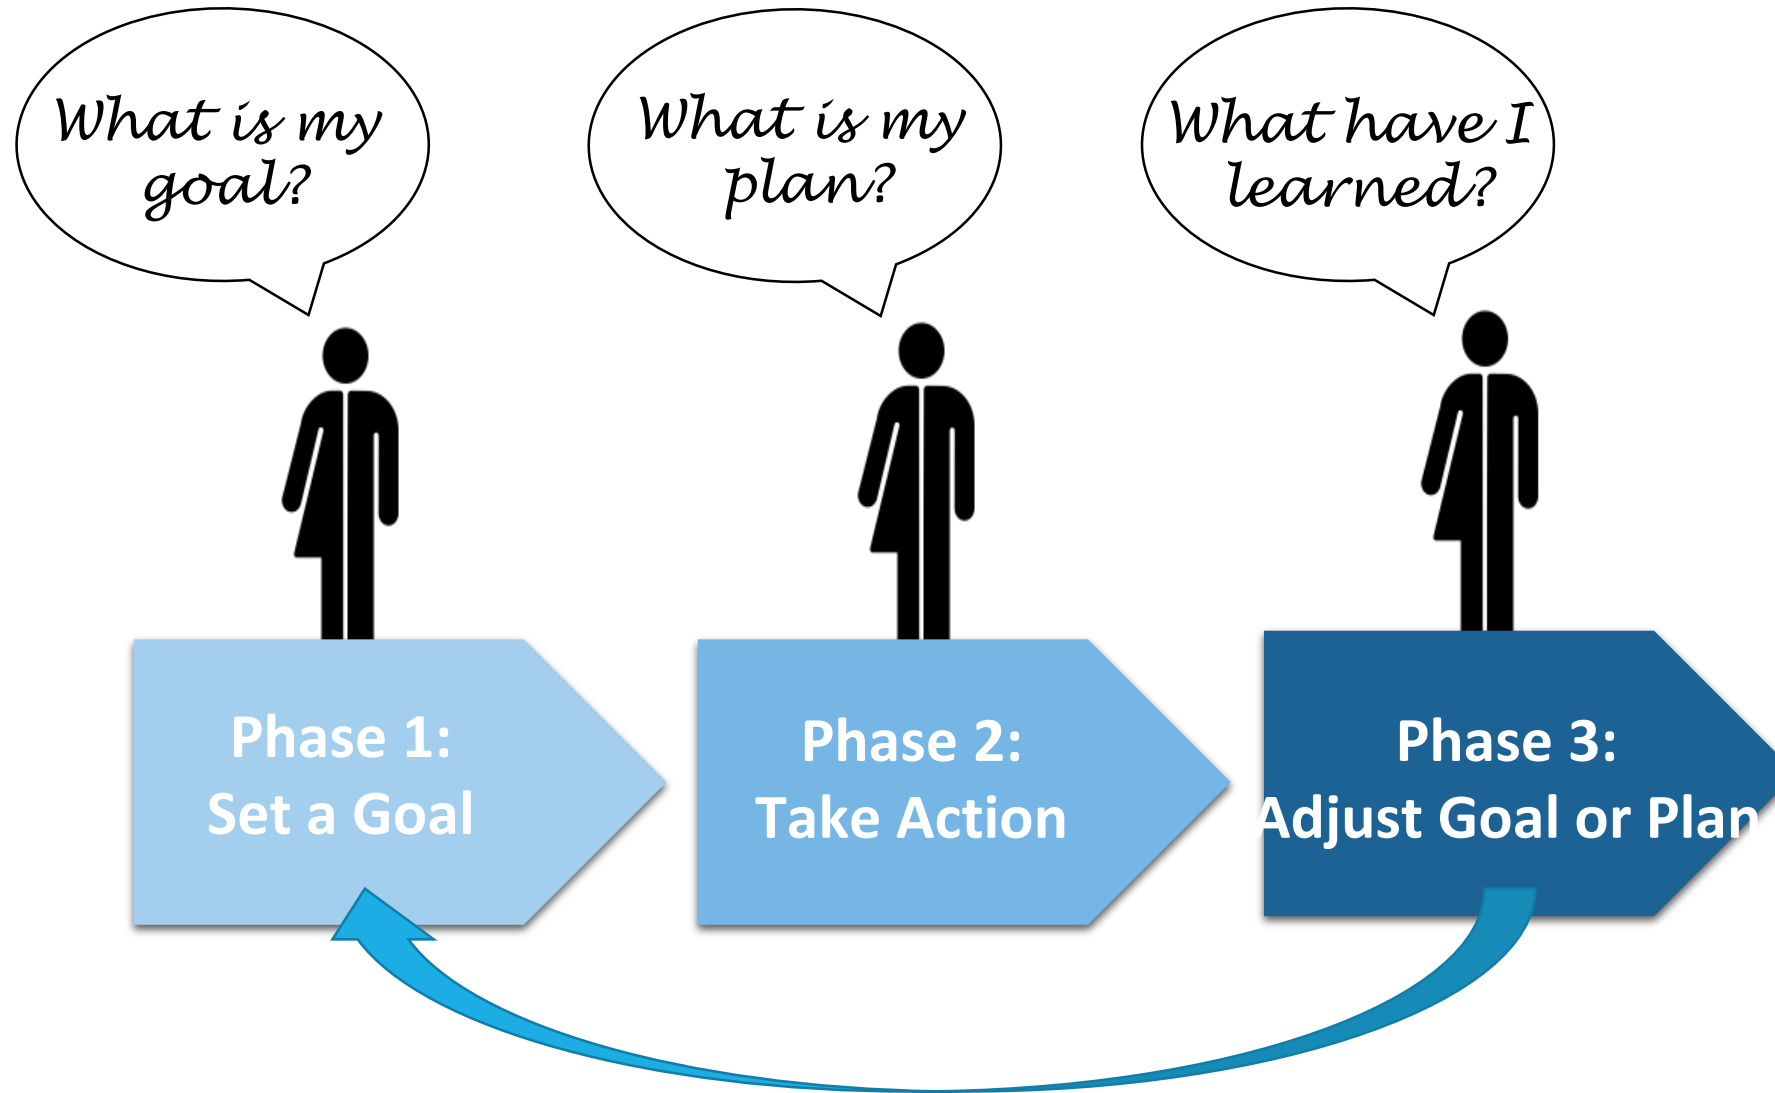 What is my
goal?
What is my
plan?
What have I
learned?
Phase 1:
Set a Goal
Phase 2:
Take Action
Phase 3:
Adjust Goal or Plan